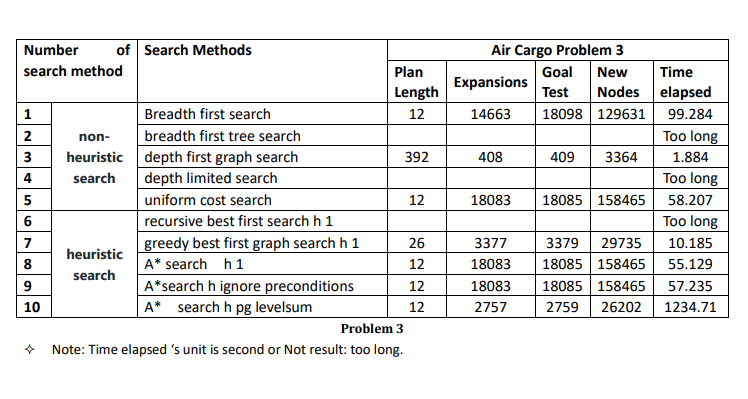 Number of search method Search Methods Air Cargo Problem 3
Plan Length Expansions Goal Test New Nodes Time elapsed
1 Breadth first search 12 14663 18098 129631 99.284
2 non- breadth first tree search Too long
3 heuristic depth first graph search 392 408 409 3364 1.884
4 search depth limited search Too long
5 uniform cost search 12 18083 18085 158465 58.207
6 recursive best first search h 1 Too long
7 heuristic greedy best first graph search h 1 26 3377 3379 29735 10.185
8 search A* search h 1 12 18083 18085 158465 55.129
9 A*search h ignore preconditions 12 18083 18085 158465 57.235
10 A* search h pg levelsum 12 2757 2759 26202 1234.71
Problem 3
✧ Note: Time elapsed ‘s unit is second or Not result: too long.